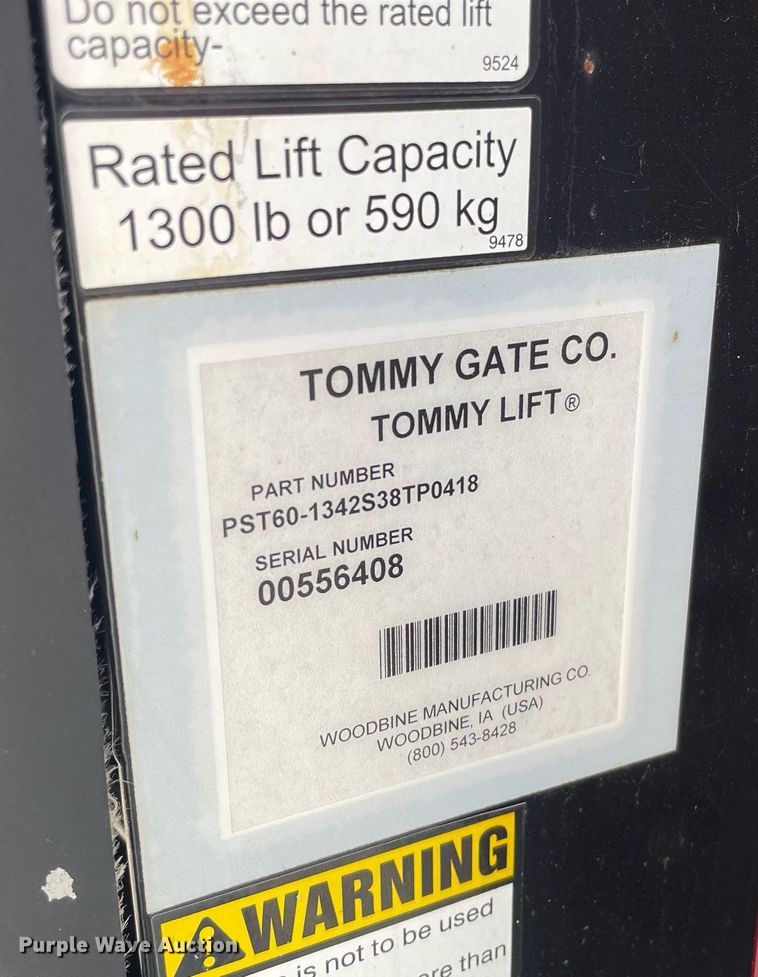 Do not exceed the rated lift
capacity-
9524
Rated Lift Capacity
1300 lb or 590 kg
9478
TOMMY GATE CO.
TOMMY LIFT®
PART NUMBER
PST60-1342S38TP0418
SERIAL NUMBER
00556408
WOODBINE MANUFACTURING CO.
WOODBINE, IA (USA)
(800) 543-8428
WARNING
is not to be used
than
Purple Wave Auction